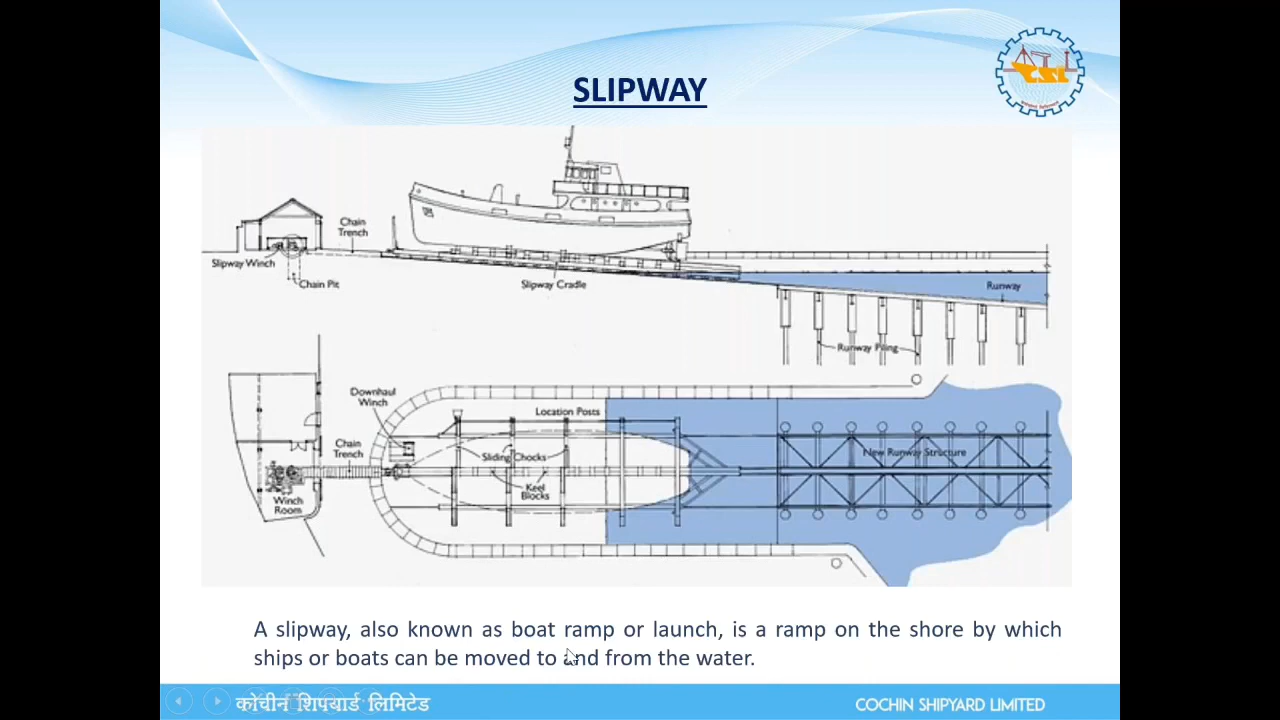 SLIPWAY
CSL
Chain
Trench
Slipway Winch
Chain Pit
Slipway Cradle
Runway
Runway Piling
Downhaul
Winch
Location Posts
Chain
Trench
Sliding Chocks
New Runway Structure
Keel
Blocks
Winch
Room
A slipway, also known as boat ramp or launch, is a ramp on the shore by which
ships or boats can be moved to and from the water.
कोचीन शिपयार्ड लिमिटेड
COCHIN SHIPYARD LIMITED